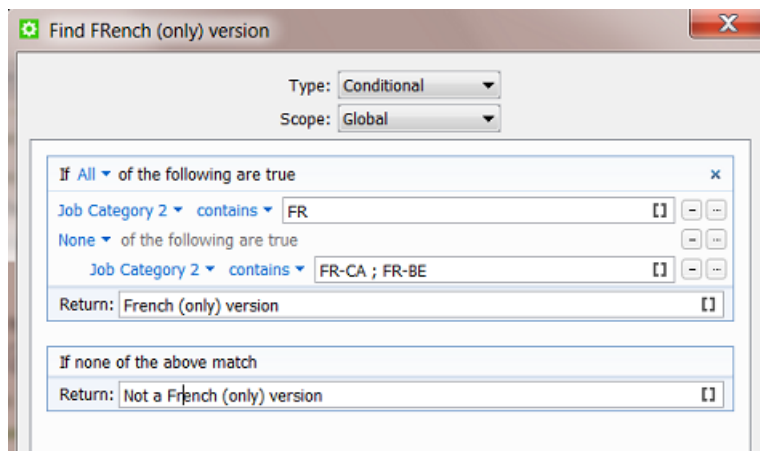 Find FRench (only) version
Type: Conditional
Scope: Global
If All of the following are true
Job Category 2 contains FR
None of the following are true
Job Category 2 contains FR-CA ; FR-BE
Return: French (only) version
If none of the above match
Return: Not a French (only) version